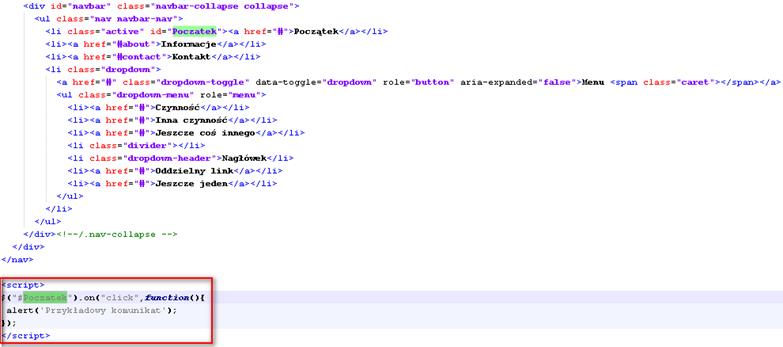 <div id="navbar" class="navbar-collapse collapse">
<ul class="nav navbar-nav">
<li class="active" id="Poczatek"><a href="#">Początek</a></li>
<li><a href="#about">Informacje</a></li>
<li><a href="#contact">Kontakt</a></li>
<li class="dropdown">
<a href="#" class="dropdown-toggle" data-toggle="dropdown" role="button" aria-expanded="false">Menu <span class="caret"></span></a>
<ul class="dropdown-menu" role="menu">
<li><a href="#">Czynność</a></li>
<li><a href="#">Inna czynność</a></li>
<li><a href="#">Jeszcze coś innego</a></li>
<li class="divider"></li>
<li class="dropdown-header">Nagłówek</li>
<li><a href="#">Oddzielny link</a></li>
<li><a href="#">Jeszcze jeden</a></li>
</ul>
</li>
</ul>
</div><!--/.nav-collapse -->
</div>
</nav>
<script>
$("#Poczatek").on("click",function(){
alert('Przykładowy komunikat');
});
</script>